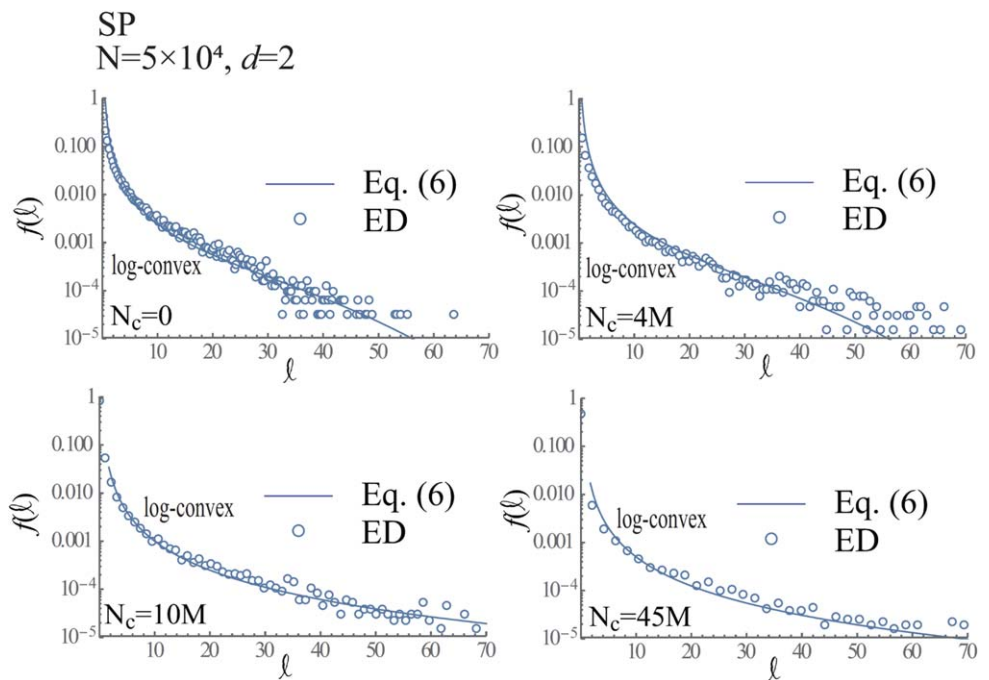 SP
N=5×10⁴, d=2
1
0.100
0.010
0.001
10⁻⁴
10⁻⁵
f(ℓ)
Eq. (6)
ED
log-convex
N꜀=0
10 20 30 40 50 60 70
ℓ
1
0.100
0.010
0.001
10⁻⁴
10⁻⁵
f(ℓ)
Eq. (6)
ED
log-convex
N꜀=4M
10 20 30 40 50 60 70
ℓ
1
0.100
0.010
0.001
10⁻⁴
10⁻⁵
f(ℓ)
log-convex
Eq. (6)
ED
N꜀=10M
10 20 30 40 50 60 70
ℓ
1
0.100
0.010
0.001
10⁻⁴
10⁻⁵
f(ℓ)
log-convex
Eq. (6)
ED
N꜀=45M
10 20 30 40 50 60 70
ℓ